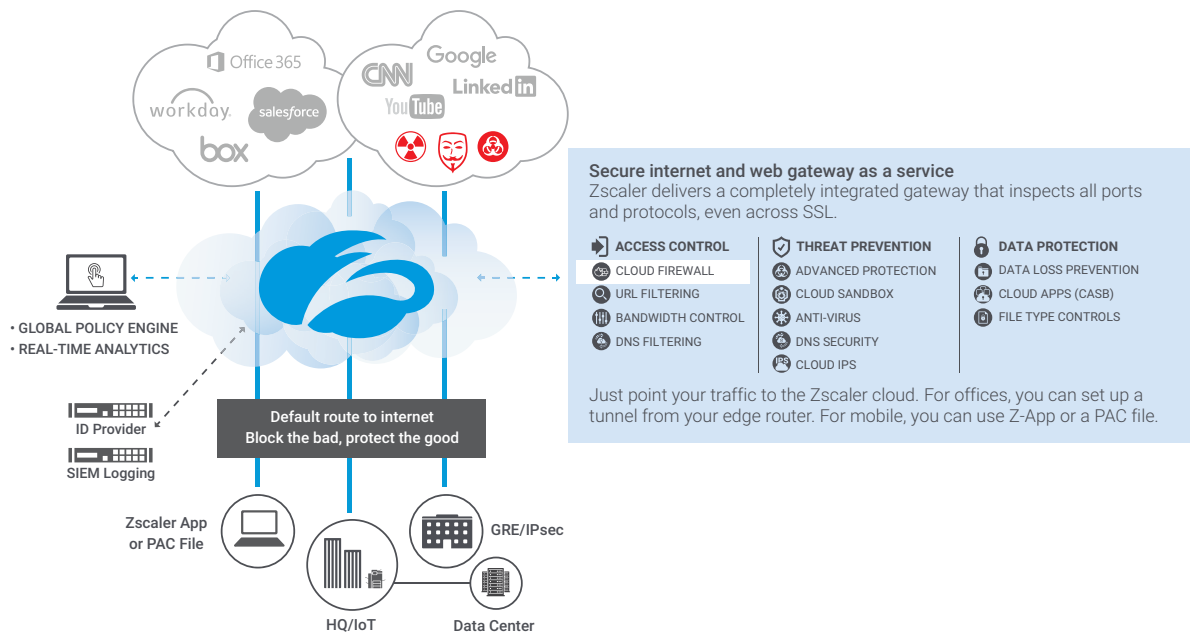 Office 365
workday.
salesforce
box
Google
CNN
LinkedIn
YouTube
• GLOBAL POLICY ENGINE
• REAL-TIME ANALYTICS
ID Provider
SIEM Logging
Default route to internet
Block the bad, protect the good
Zscaler App
or PAC File
GRE/IPsec
HQ/IoT
Data Center
Secure internet and web gateway as a service
Zscaler delivers a completely integrated gateway that inspects all ports
and protocols, even across SSL.
ACCESS CONTROL
CLOUD FIREWALL
URL FILTERING
BANDWIDTH CONTROL
DNS FILTERING
THREAT PREVENTION
ADVANCED PROTECTION
CLOUD SANDBOX
ANTI-VIRUS
DNS SECURITY
IPS CLOUD IPS
DATA PROTECTION
DATA LOSS PREVENTION
CLOUD APPS (CASB)
FILE TYPE CONTROLS
Just point your traffic to the Zscaler cloud. For offices, you can set up a
tunnel from your edge router. For mobile, you can use Z-App or a PAC file.